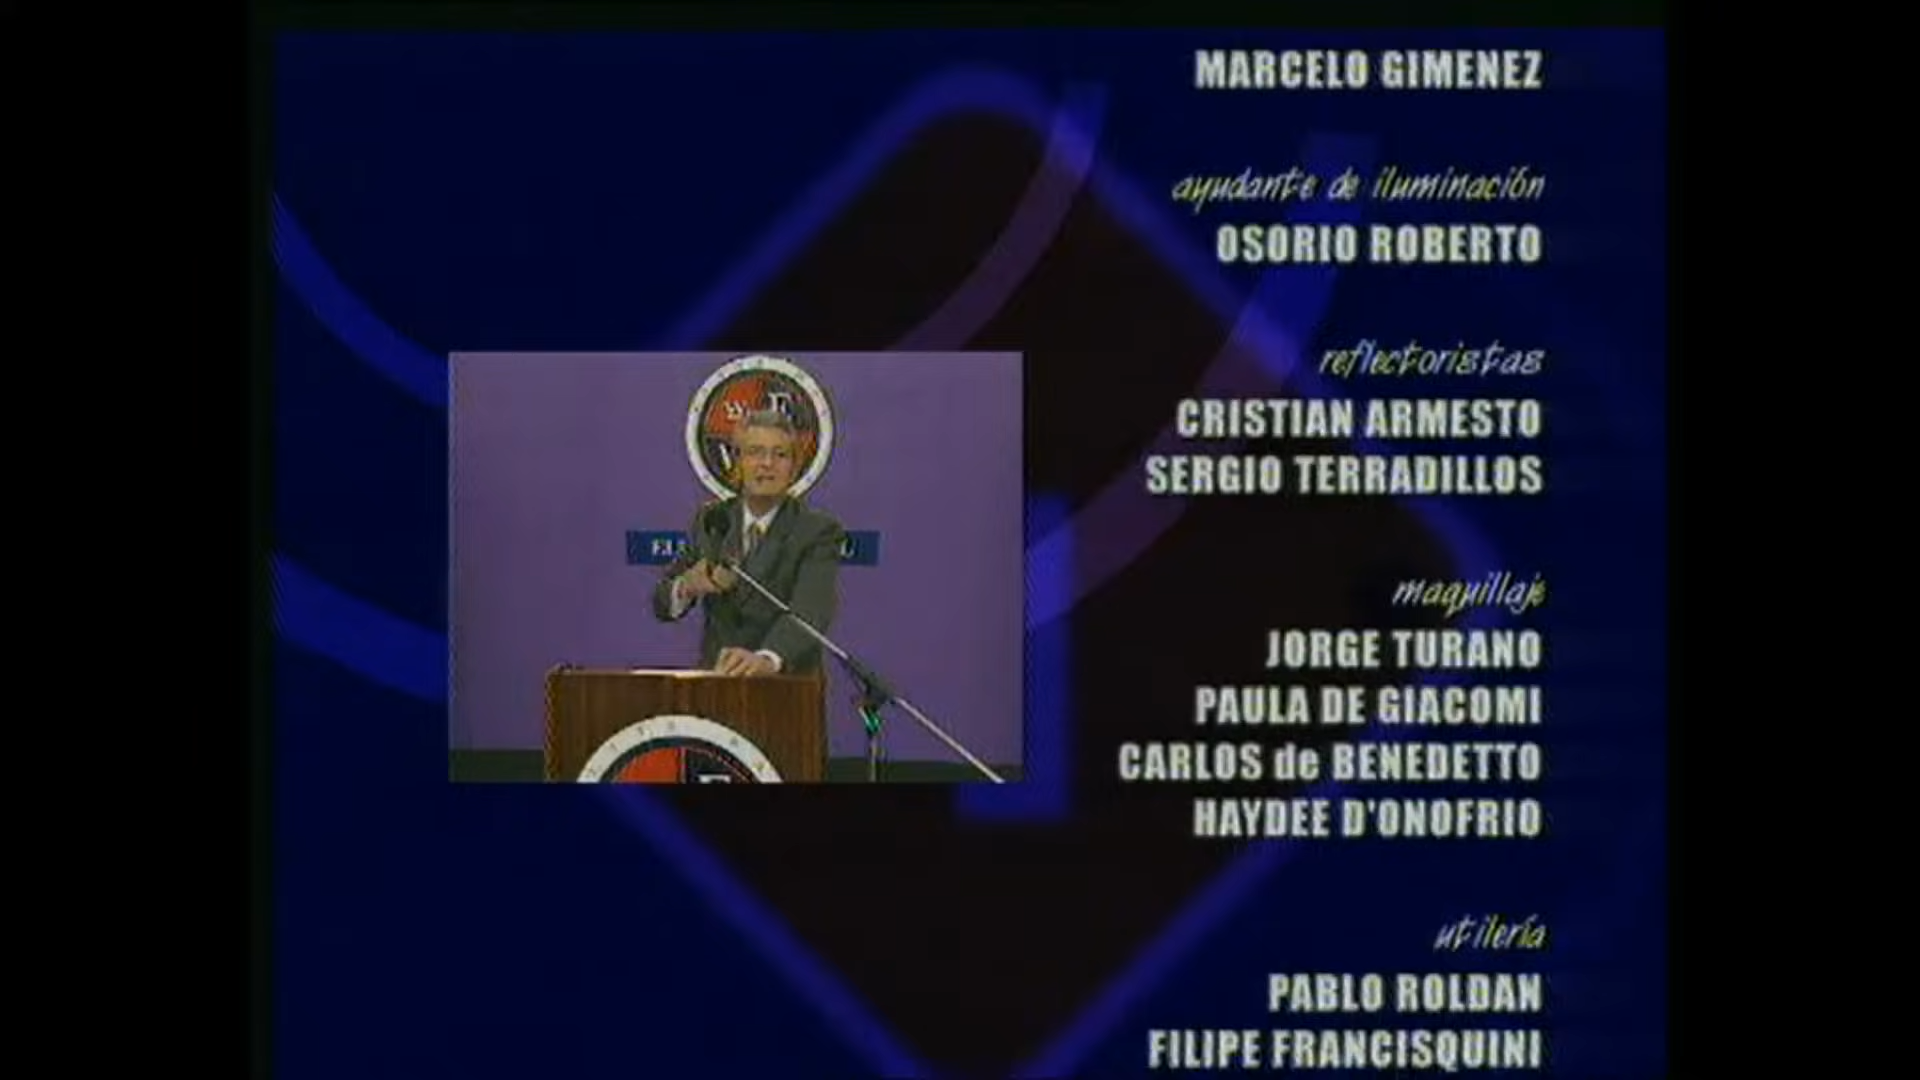 MARCELO GIMENEZ
ayudante de iluminación
OSORIO ROBERTO
reflectoristas
CRISTIAN ARMESTO
SERGIO TERRADILLOS
maquillaje
JORGE TURANO
PAULA DE GIACOMI
CARLOS de BENEDETTO
HAYDEE D'ONOFRIO
utilería
PABLO ROLDAN
FILIPE FRANCISQUINI